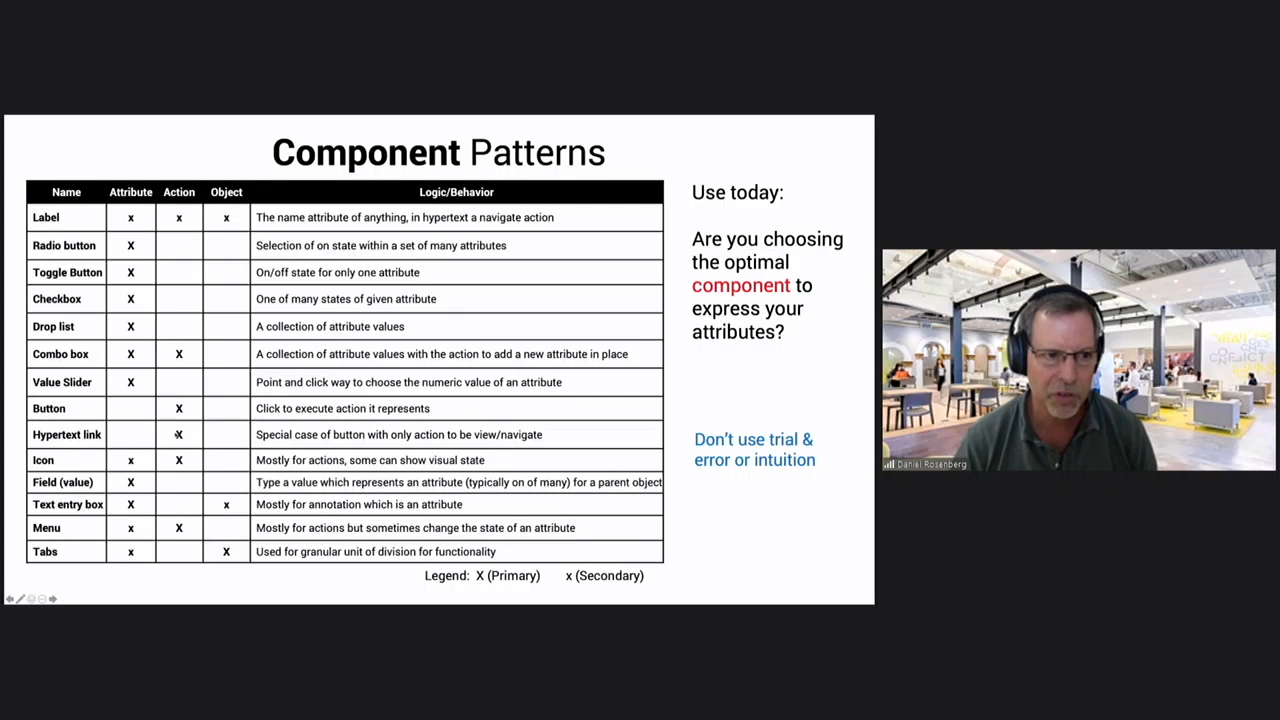 Component Patterns
Name Attribute Action Object Logic/Behavior
Label x x x The name attribute of anything, in hypertext a navigate action
Radio button X Selection of on state within a set of many attributes
Toggle Button X On/off state for only one attribute
Checkbox X One of many states of given attribute
Drop list X A collection of attribute values
Combo box X X A collection of attribute values with the action to add a new attribute in place
Value Slider X Point and click way to choose the numeric value of an attribute
Button X Click to execute action it represents
Hypertext link X Special case of button with only action to be view/navigate
Icon x X Mostly for actions, some can show visual state
Field (value) X Type a value which represents an attribute (typically on of many) for a parent object
Text entry box X x Mostly for annotation which is an attribute
Menu x X Mostly for actions but sometimes change the state of an attribute
Tabs x X Used for granular unit of division for functionality
Legend: X (Primary) x (Secondary)
Use today:
Are you choosing
the optimal
component to
express your
attributes?
Don't use trial &
error or intuition
Daniel Rosenberg